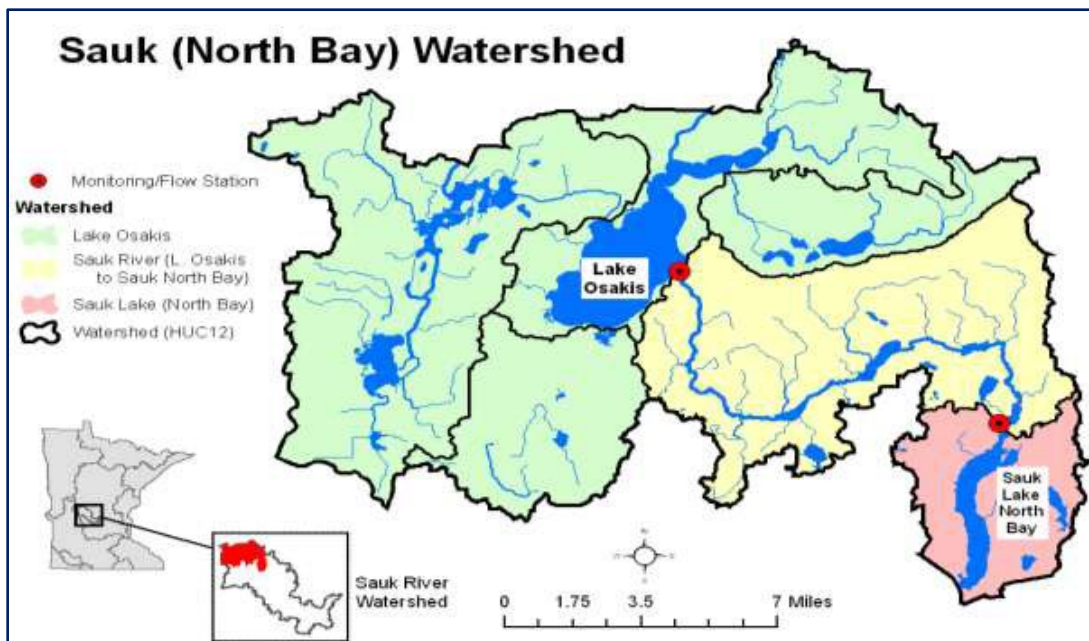 Sauk (North Bay) Watershed
Monitoring/Flow Station
Watershed
Lake Osakis
Sauk River (L. Osakis
to Sauk North Bay)
Sauk Lake (North Bay)
Watershed (HUC12)
Lake
Osakis
Sauk
Lake
North
Bay
Sauk River
Watershed
0 1.75 3.5 7 Miles